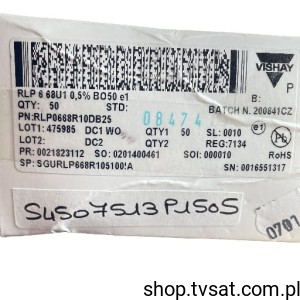 VISHAY
RLP 6 68U1 0,5% BO50 e1
QTY: 50 STD: B:
08474
BATCH N. 200841CZ
PN:RLP0668R10DB25
LOT1: 475985 DC1 WO QTY1 50 SL: 0010 e1
LOT2: DC2 QTY2 REG:7134
PR: 0021823112 SO: 0201400461 SOI: 000010 RoHS
SP: SGURLP668R105100!A SN: 0016551317
S4507513P150S
0701
shop.tvsat.com.pl